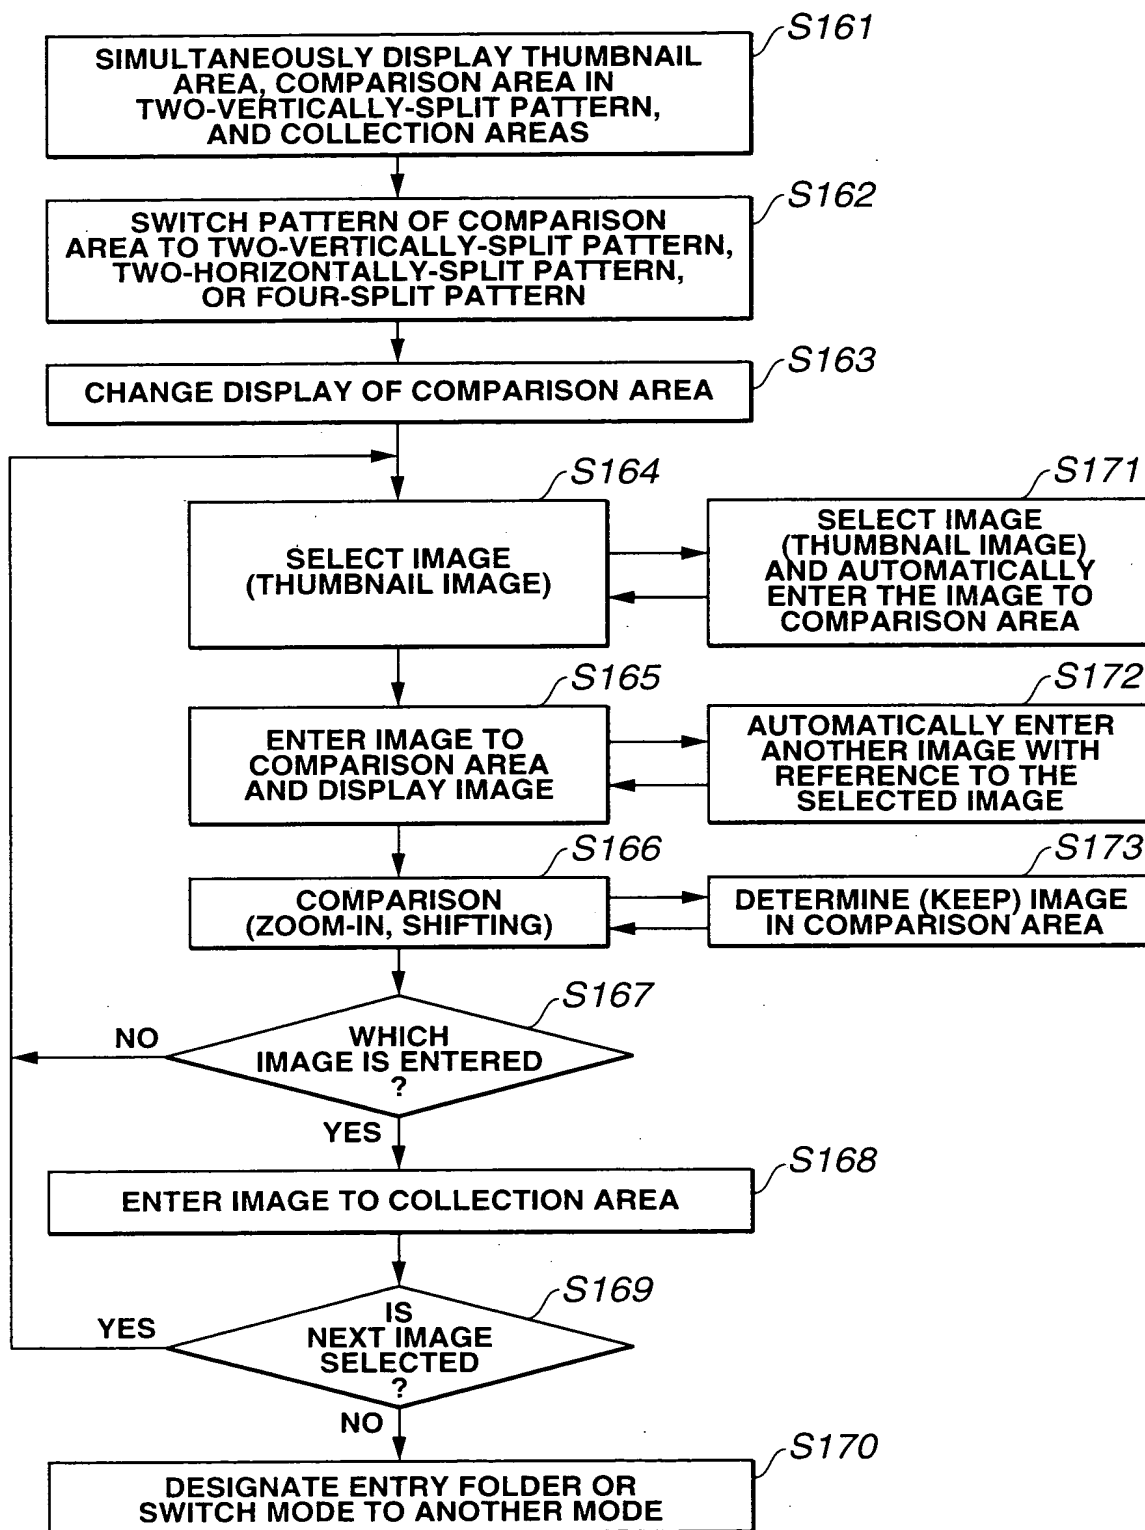 S161
SIMULTANEOUSLY DISPLAY THUMBNAIL
AREA, COMPARISON AREA IN
TWO-VERTICALLY-SPLIT PATTERN,
AND COLLECTION AREAS
S162
SWITCH PATTERN OF COMPARISON
AREA TO TWO-VERTICALLY-SPLIT PATTERN,
TWO-HORIZONTALLY-SPLIT PATTERN,
OR FOUR-SPLIT PATTERN
S163
CHANGE DISPLAY OF COMPARISON AREA
S164
SELECT IMAGE
(THUMBNAIL IMAGE)
S171
SELECT IMAGE
(THUMBNAIL IMAGE)
AND AUTOMATICALLY
ENTER THE IMAGE TO
COMPARISON AREA
S165
ENTER IMAGE TO
COMPARISON AREA
AND DISPLAY IMAGE
S172
AUTOMATICALLY ENTER
ANOTHER IMAGE WITH
REFERENCE TO THE
SELECTED IMAGE
S166
COMPARISON
(ZOOM-IN, SHIFTING)
S173
DETERMINE (KEEP) IMAGE
IN COMPARISON AREA
S167
NO
WHICH
IMAGE IS ENTERED
?
YES
S168
ENTER IMAGE TO COLLECTION AREA
S169
YES
IS
NEXT IMAGE
SELECTED
?
NO
S170
DESIGNATE ENTRY FOLDER OR
SWITCH MODE TO ANOTHER MODE